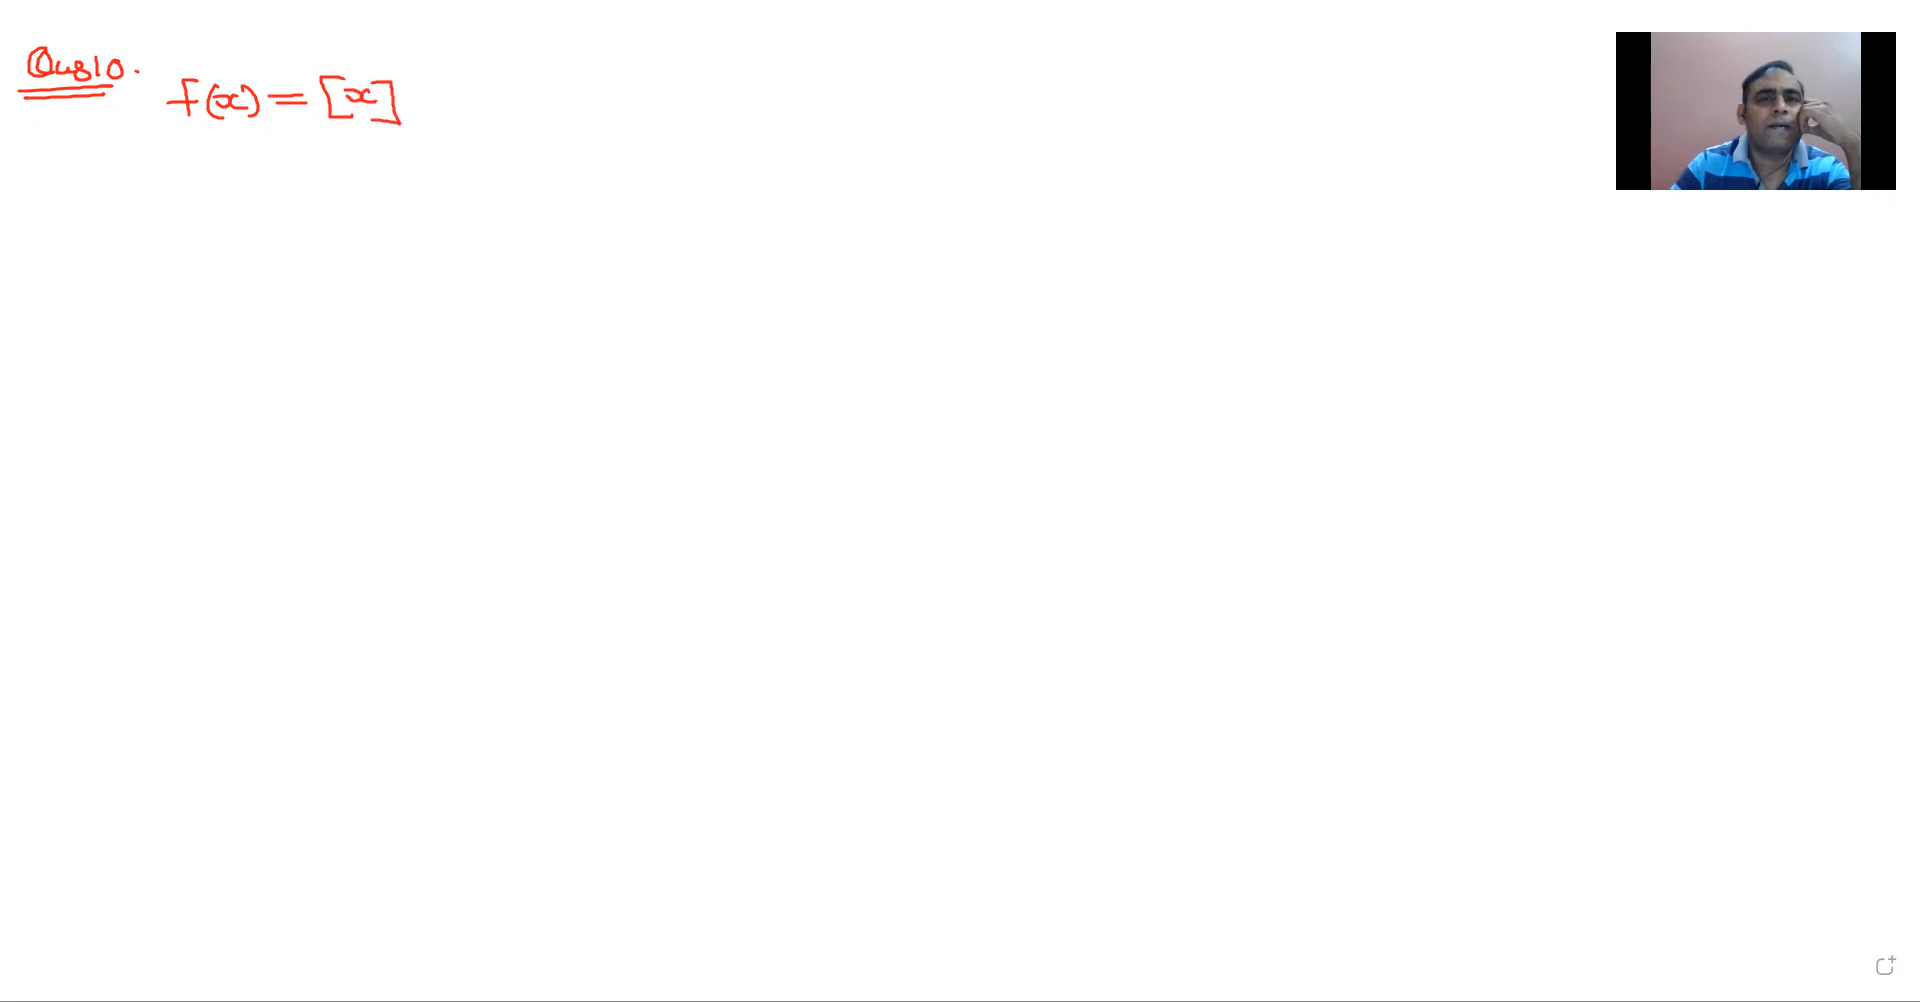 Ques10.
f(x) = [x]